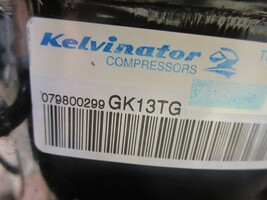 Kelvinator
COMPRESSORS
079800299 GK13TG